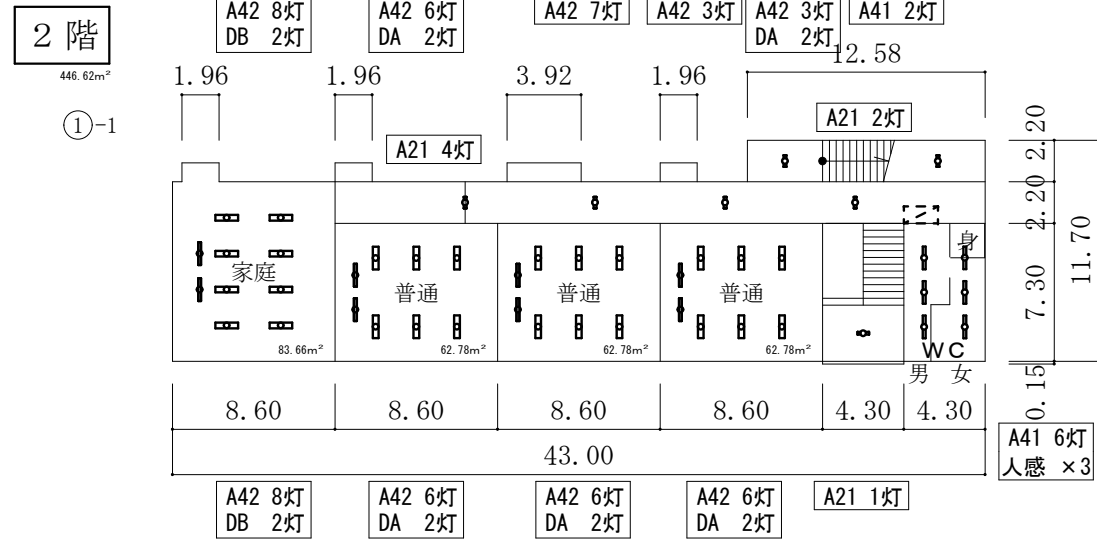 A42 8灯
DB 2灯
A42 6灯
DA 2灯
A42 7灯
A42 3灯
A42 3灯
DA 2灯
A41 2灯
2 階
446.62m²
①-1
1.96
1.96
3.92
1.96
12.58
A21 4灯
A21 2灯
2.20
2.20
7.30
11.70
0.15
家庭
83.66m²
普通
62.78m²
普通
62.78m²
普通
62.78m²
身
WC
男 女
8.60
8.60
8.60
8.60
4.30
4.30
43.00
A41 6灯
人感 ×3
A42 8灯
DB 2灯
A42 6灯
DA 2灯
A42 6灯
DA 2灯
A42 6灯
DA 2灯
A21 1灯